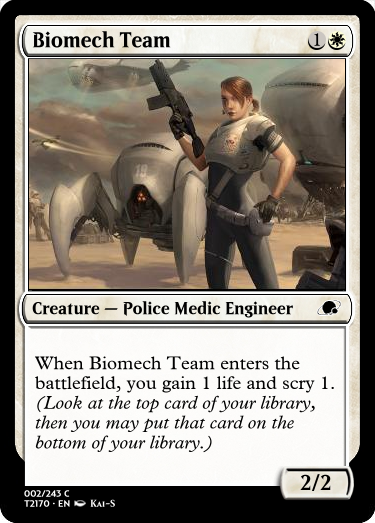 Biomech Team 1
19
Creature — Police Medic Engineer
When Biomech Team enters the
battlefield, you gain 1 life and scry 1.
(Look at the top card of your library,
then you may put that card on the
bottom of your library.)
2/2
002/243 C
T2170 · EN Kai-S